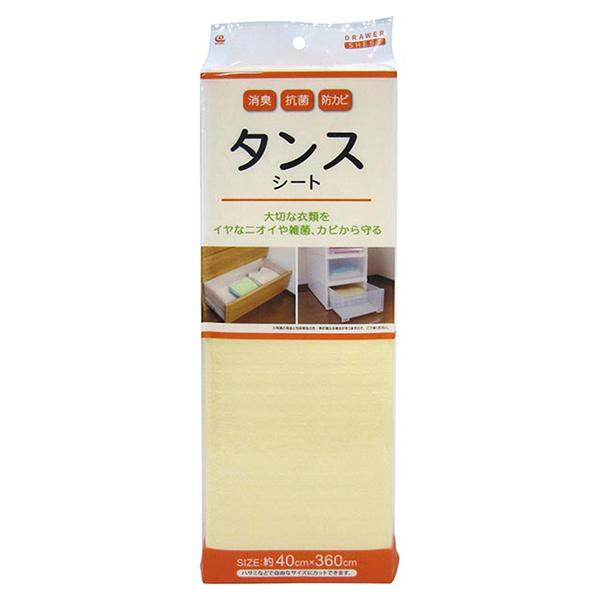 DRAWER
SHEET
消臭 抗菌 防カビ
タンス
シート
大切な衣類を
イヤなニオイや雑菌、カビから守る
SIZE:約40cm×360cm
ハサミなどで自由なサイズにカットできます。